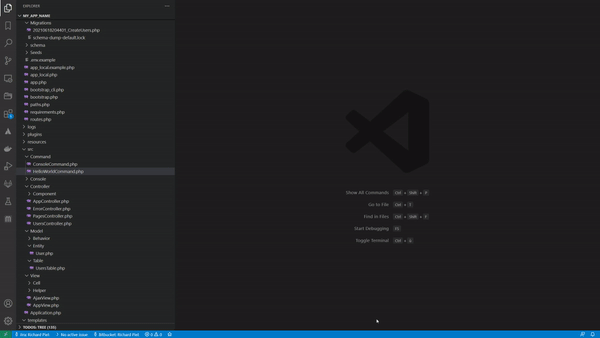 EXPLORER
MY_APP_NAME
Migrations
20210618204401_CreateUsers.php
schema-dump-default.lock
schema
Seeds
.env.example
app_local.example.php
app_local.php
app.php
bootstrap_cli.php
bootstrap.php
paths.php
requirements.php
routes.php
logs
plugins
resources
src
Command
ConsoleCommand.php
HelloWorldCommand.php
Console
Controller
Component
AppController.php
ErrorController.php
PagesController.php
UsersController.php
Model
Behavior
Entity
User.php
Table
UsersTable.php
View
Cell
Helper
AjaxView.php
AppView.php
Application.php
templates
Show All Commands Ctrl + Shift + P
Go to File Ctrl +
Find in Files Ctrl + Shift + F
Start Debugging F5
Toggle Terminal Ctrl +
Jira: Richard Piel No active issue Bitbucket: Richard Piel 0 0